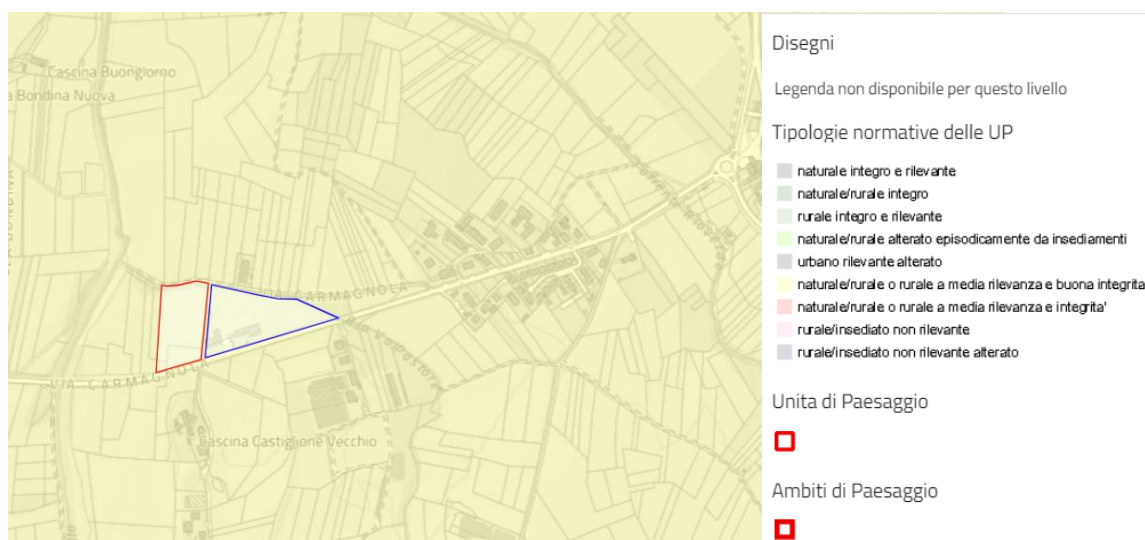 Cascina Buongiorno
a Bondina Nuova
VIA CARMAGNOLA
VIA CARMAGNOLA
Cascina Castiglione Vecchio
Disegni
Legenda non disponibile per questo livello
Tipologie normative delle UP
naturale integro e rilevante
naturale/rurale integro
rurale integro e rilevante
naturale/rurale alterato episodicamente da insediamenti
urbano rilevante alterato
naturale/rurale o rurale a media rilevanza e buona integrita
naturale/rurale o rurale a media rilevanza e integrita'
rurale/insediato non rilevante
rurale/insediato non rilevante alterato
Unita di Paesaggio
Ambiti di Paesaggio